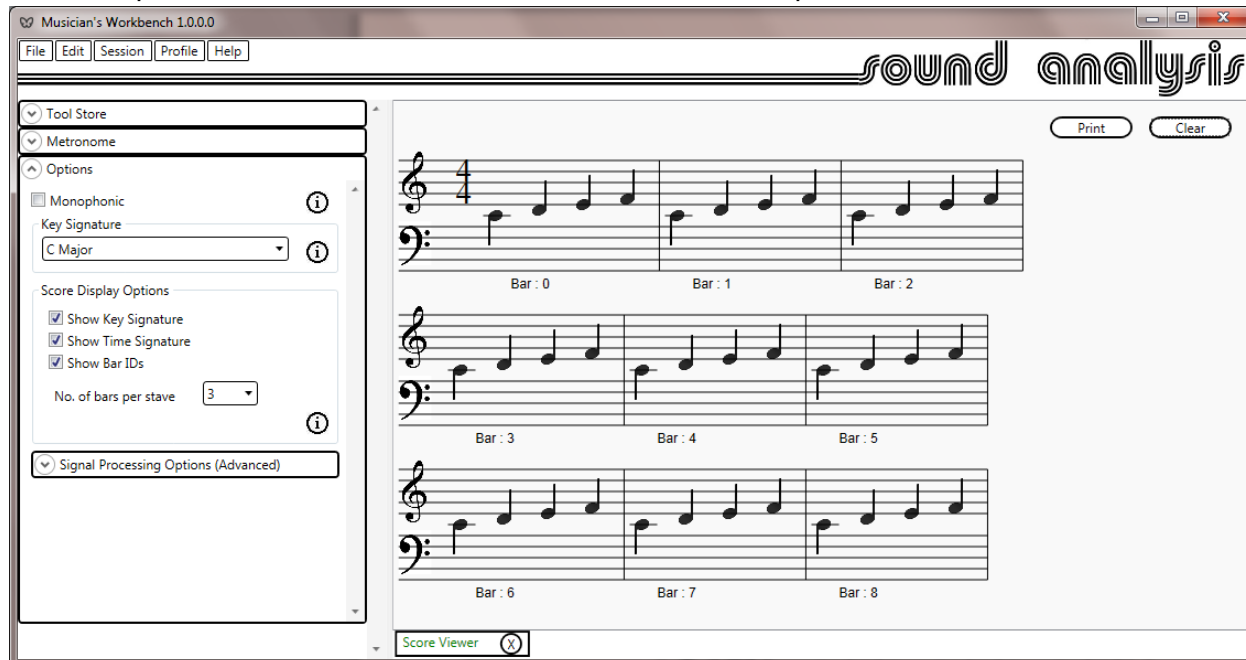 Musician's Workbench 1.0.0.0
File Edit Session Profile Help
sound analysis
Tool Store
Metronome
Options
Monophonic
Key Signature
C Major
Score Display Options
Show Key Signature
Show Time Signature
Show Bar IDs
No. of bars per stave 3
Signal Processing Options (Advanced)
Print Clear
4
4
Bar : 0 Bar : 1 Bar : 2
Bar : 3 Bar : 4 Bar : 5
Bar : 6 Bar : 7 Bar : 8
Score Viewer X